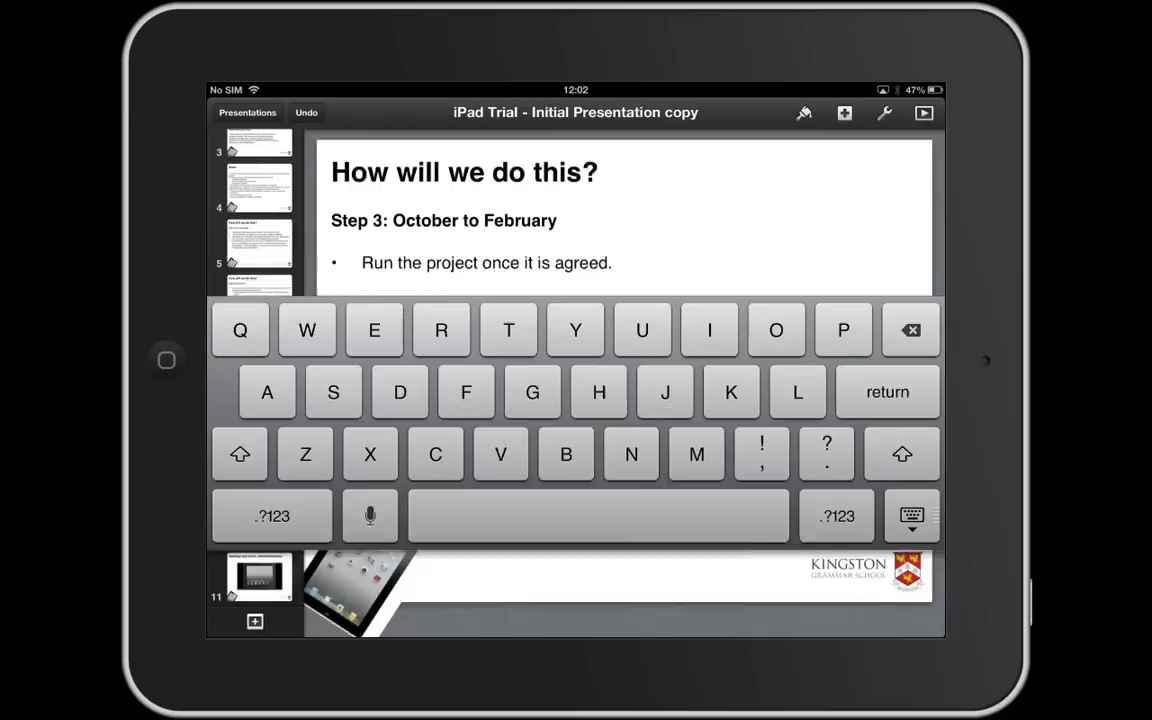 No SIM 12:02 47%
Presentations Undo iPad Trial - Initial Presentation copy
3
4
5
11
How will we do this?
Step 3: October to February
• Run the project once it is agreed.
Q W E R T Y U I O P
A S D F G H J K L return
Z X C V B N M ! , ? .
.?123 .?123
KINGSTON
GRAMMAR SCHOOL